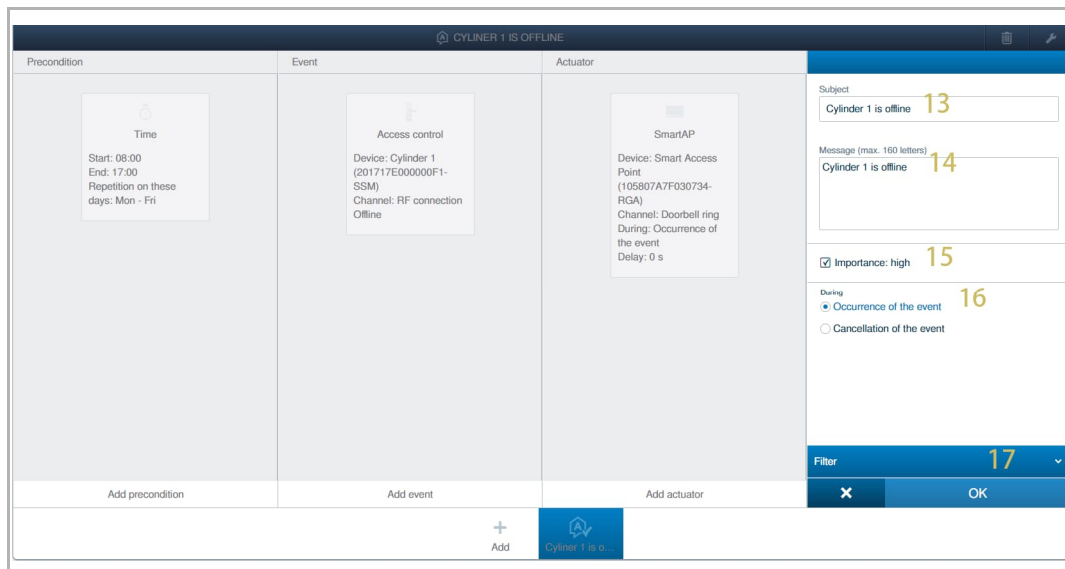 CYLINER 1 IS OFFLINE
Precondition
Event
Actuator
Time
Start: 08:00
End: 17:00
Repetition on these
days: Mon - Fri
Access control
Device: Cylinder 1
(201717E000000F1-
SSM)
Channel: RF connection
Offline
SmartAP
Device: Smart Access
Point
(105807A7F030734-
RGA)
Channel: Doorbell ring
During: Occurrence of
the event
Delay: 0 s
Subject
Cylinder 1 is offline 13
Message (max. 160 letters)
Cylinder 1 is offline 14
Importance: high 15
During
Occurrence of the event 16
Cancellation of the event
Filter 17
OK
Add precondition
Add event
Add actuator
Add
Cyliner 1 is o...